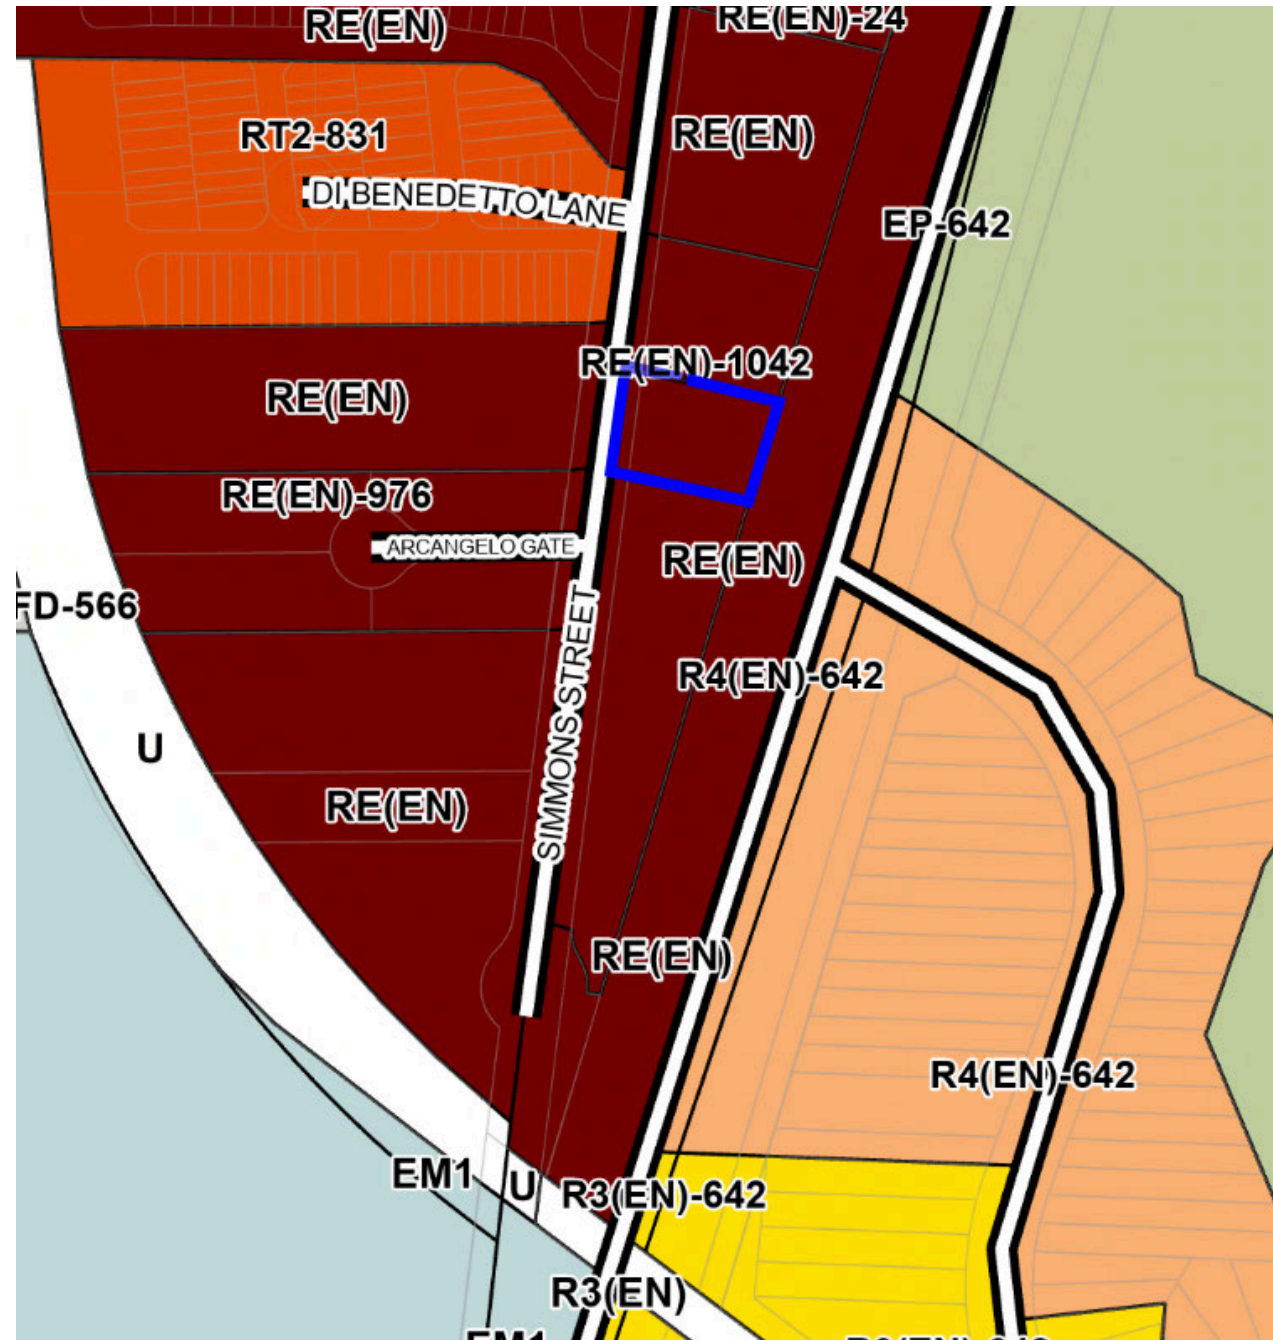 RE(EN)-24
RE(EN)
RT2-831
RE(EN)
DI BENEDETTO LANE
EP-642
RE(EN)-1042
RE(EN)
RE(EN)-976
ARCANGELO GATE
RE(EN)
FD-566
SIMMONS STREET
R4(EN)-642
U
RE(EN)
RE(EN)
R4(EN)-642
EM1
U
R3(EN)-642
R3(EN)
EM1